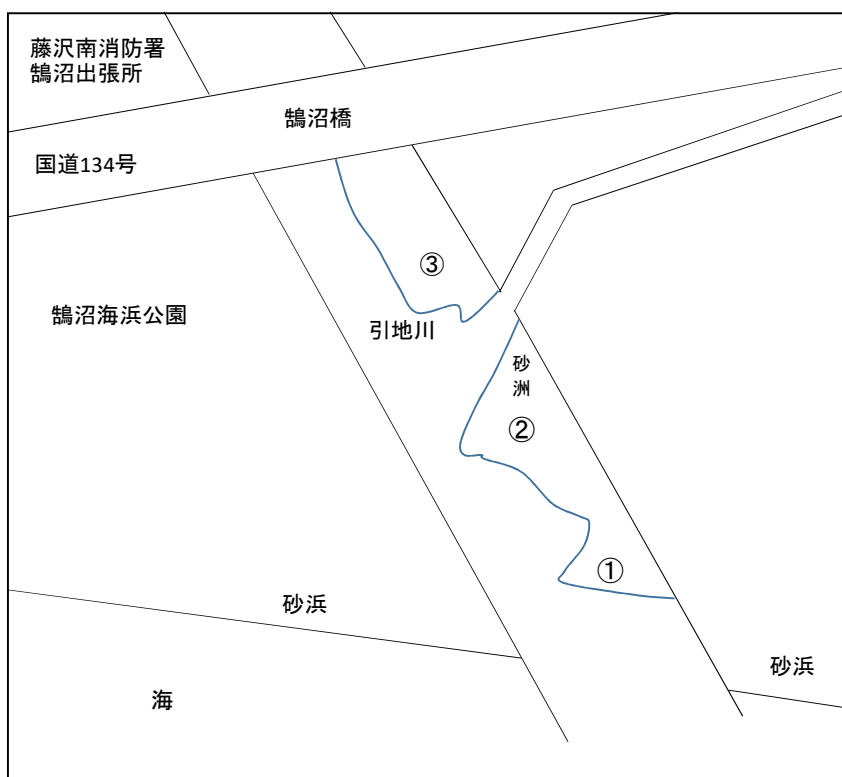 藤沢南消防署
鵠沼出張所
鵠沼橋
国道134号
③
鵠沼海浜公園
引地川
砂
洲
②
①
砂浜
砂浜
海